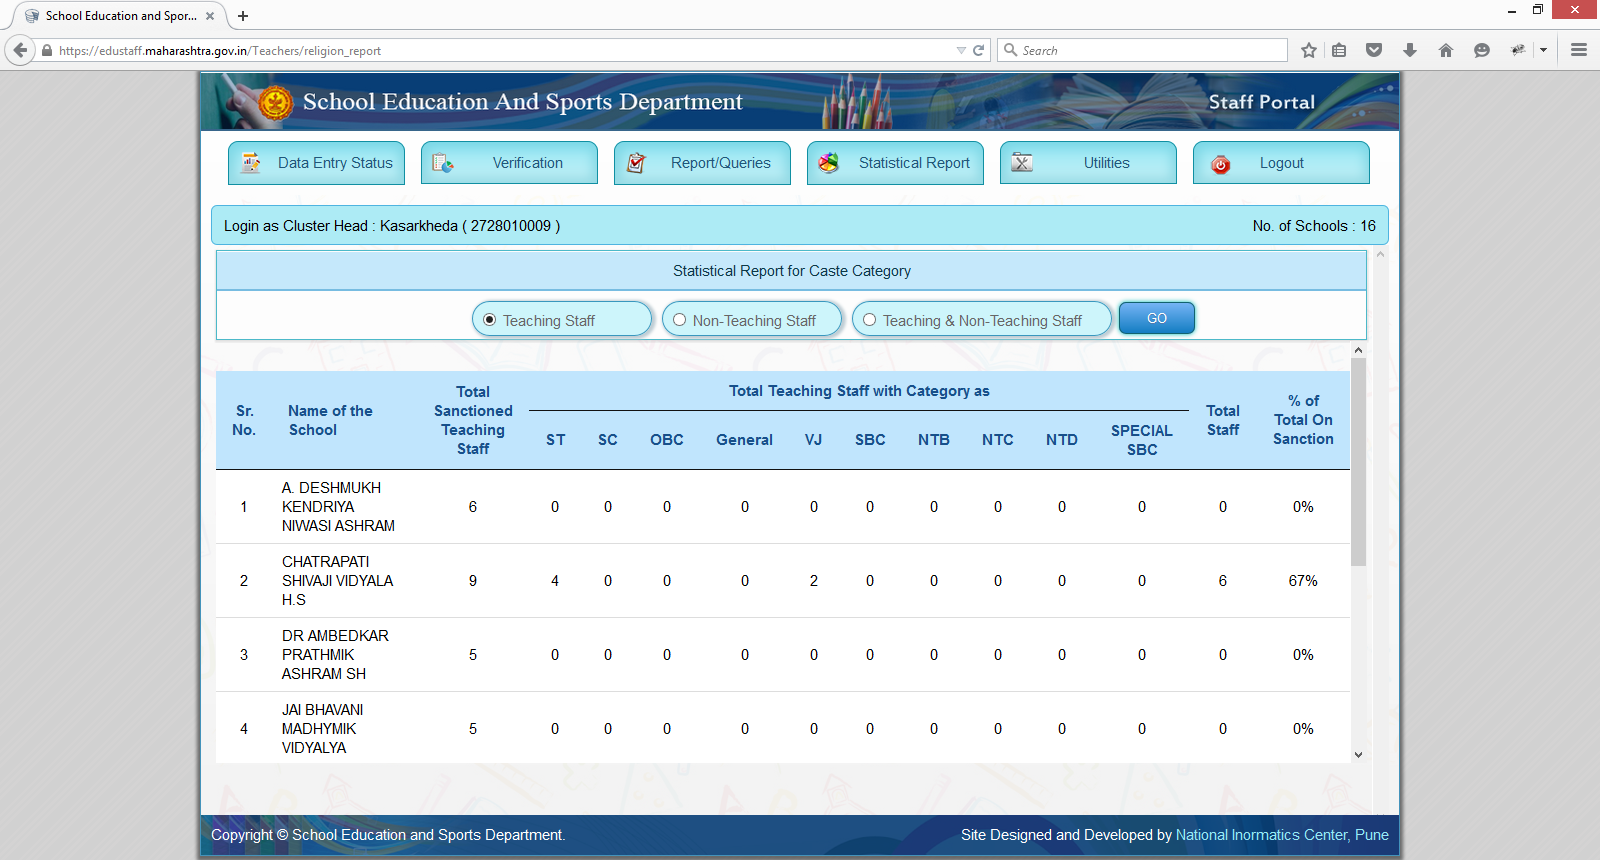 School Education and Spor...
https://edustaff.maharashtra.gov.in/Teachers/religion_report
Search
School Education And Sports Department
Staff Portal
Data Entry Status
Verification
Report/Queries
Statistical Report
Utilities
Logout
Login as Cluster Head : Kasarkheda ( 2728010009 )
No. of Schools : 16
Statistical Report for Caste Category
Teaching Staff
Non-Teaching Staff
Teaching & Non-Teaching Staff
GO
Sr. No.
Name of the School
Total Sanctioned Teaching Staff
Total Teaching Staff with Category as
ST SC OBC General VJ SBC NTB NTC NTD SPECIAL SBC
Total Staff
% of Total On Sanction
1 A. DESHMUKH KENDRIYA NIWASI ASHRAM 6 0 0 0 0 0 0 0 0 0 0 0 0%
2 CHATRAPATI SHIVAJI VIDYALA H.S 9 4 0 0 0 2 0 0 0 0 0 6 67%
3 DR AMBEDKAR PRATHMIK ASHRAM SH 5 0 0 0 0 0 0 0 0 0 0 0 0%
4 JAI BHAVANI MADHYMIK VIDYALYA 5 0 0 0 0 0 0 0 0 0 0 0 0%
Copyright © School Education and Sports Department.
Site Designed and Developed by National Inormatics Center, Pune